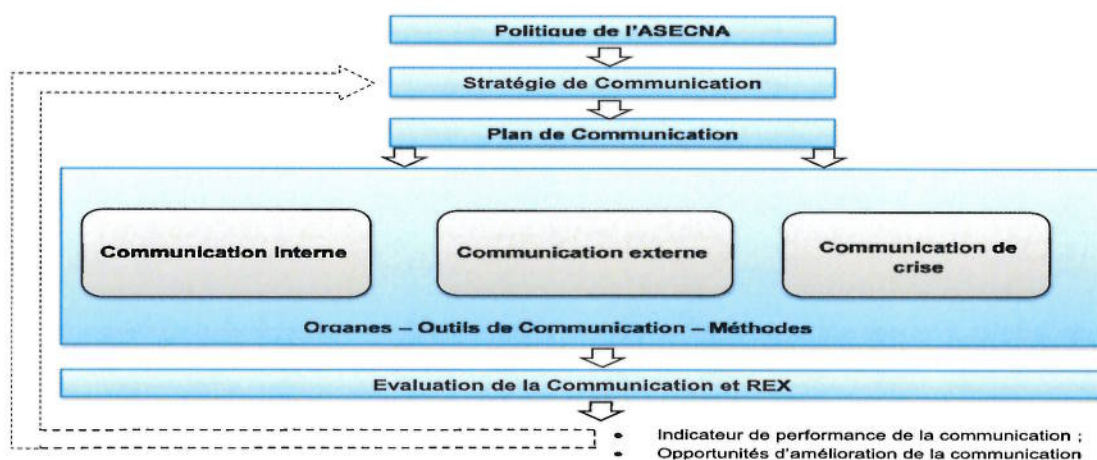 Politique de l'ASECNA
Stratégie de Communication
Plan de Communication
Communication interne
Communication externe
Communication de
crise
Organes – Outils de Communication – Méthodes
Evaluation de la Communication et REX
• Indicateur de performance de la communication ;
• Opportunités d'amélioration de la communication